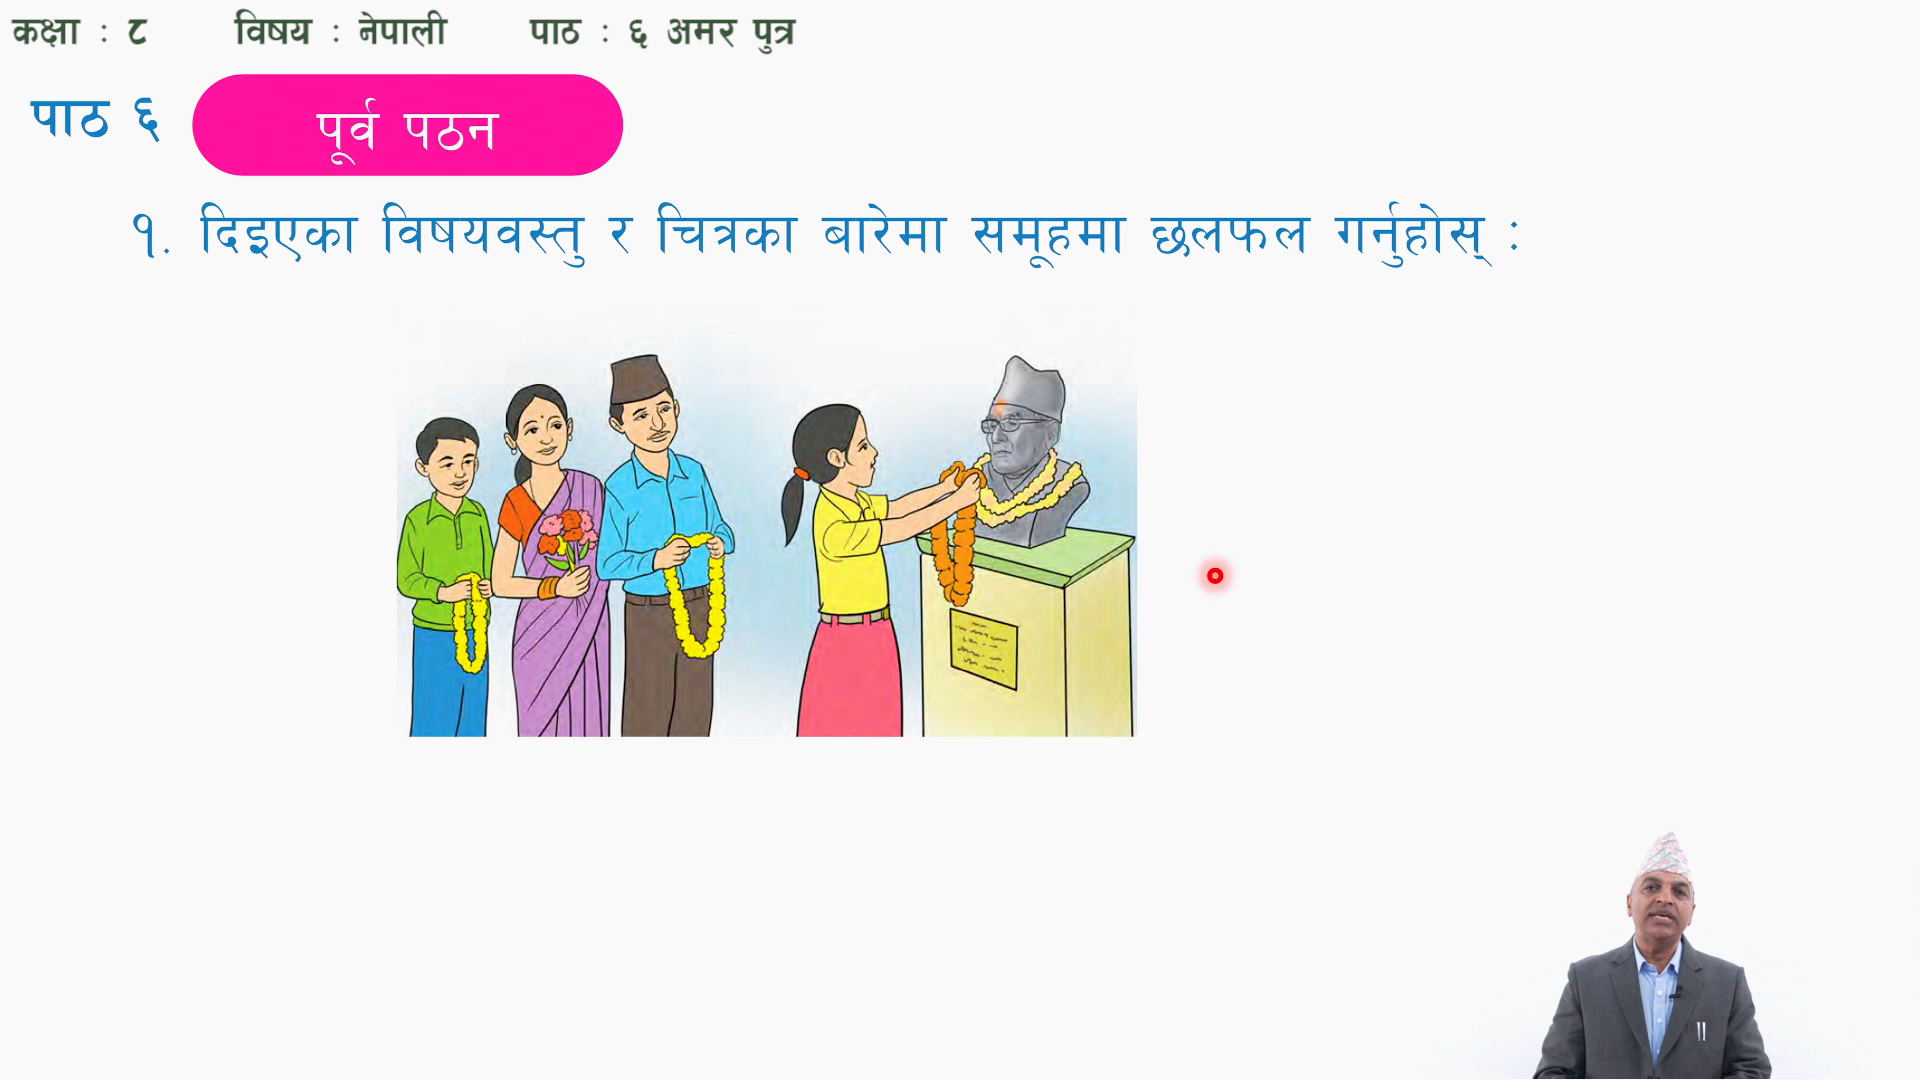 कक्षा : ८ विषय : नेपाली पाठ : ६ अमर पुत्र
पाठ ६ पूर्व पठन
१. दिइएका विषयवस्तु र चित्रका बारेमा समूहमा छलफल गर्नुहोस् :